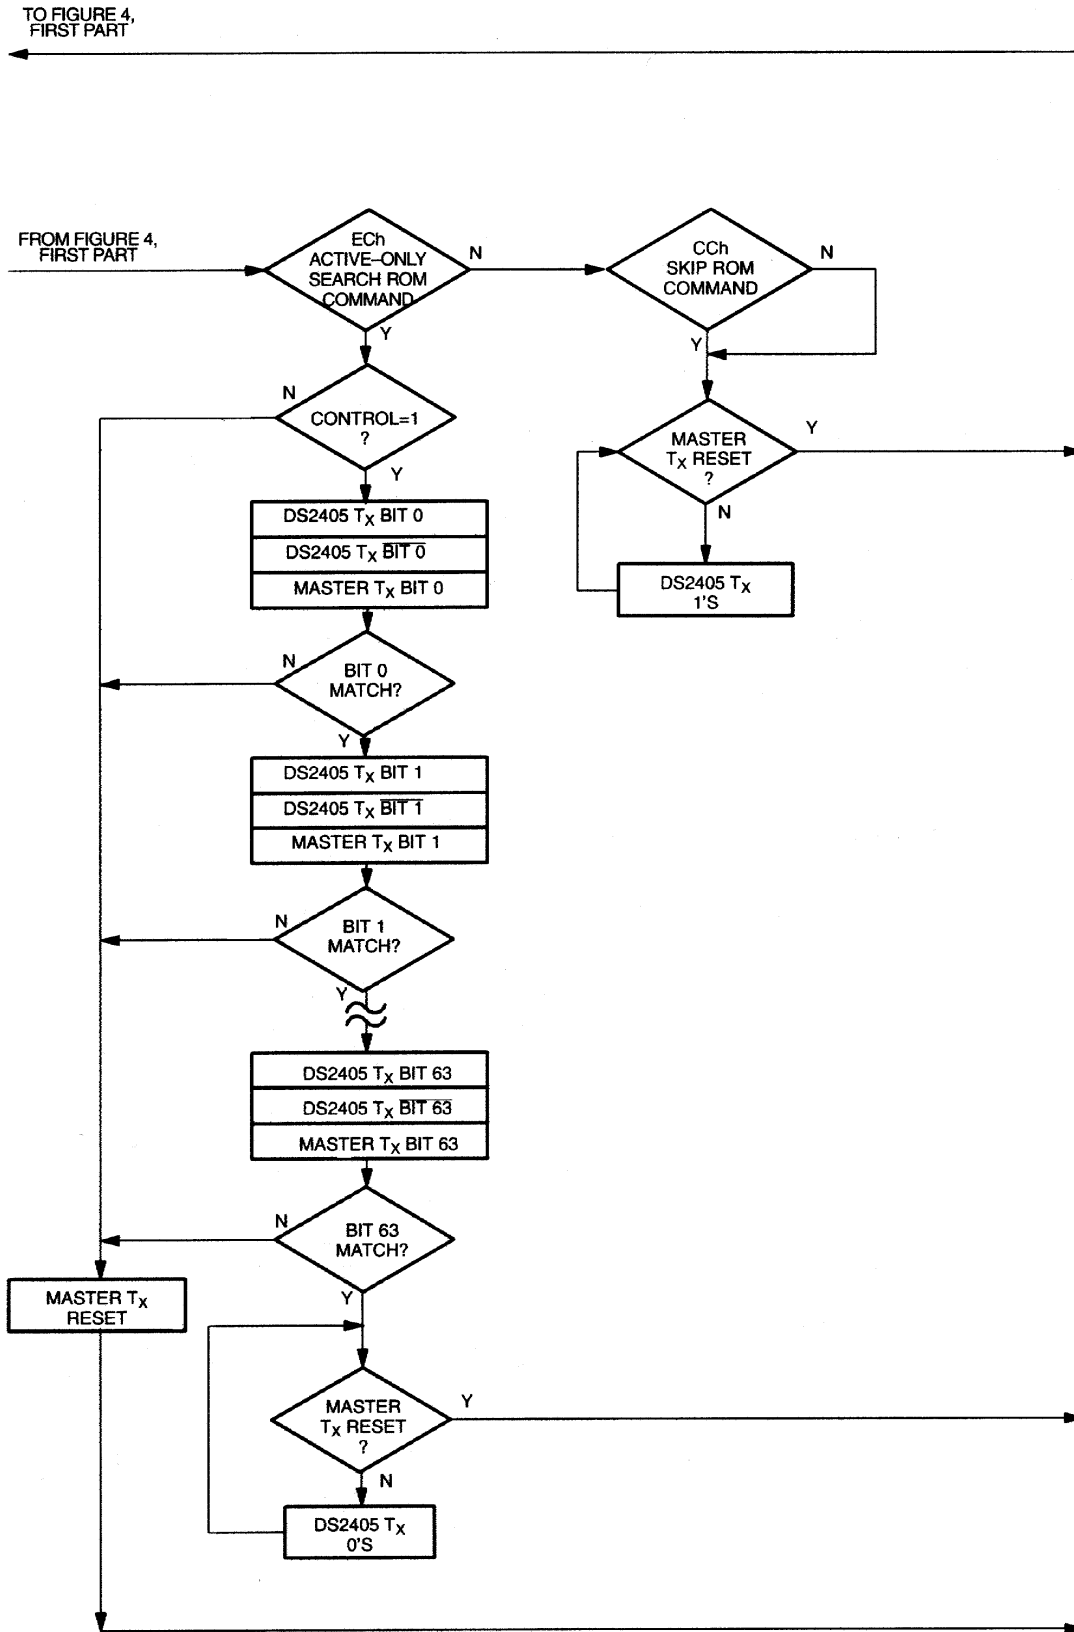 TO FIGURE 4,
FIRST PART
FROM FIGURE 4,
FIRST PART
ECh
ACTIVE–ONLY
SEARCH ROM
COMMAND
N
Y
CCh
SKIP ROM
COMMAND
N
Y
N
CONTROL=1
?
Y
MASTER
TX RESET
?
Y
N
DS2405 TX
1'S
DS2405 TX BIT 0
DS2405 TX B̅I̅T̅ ̅0̅
MASTER TX BIT 0
N
BIT 0
MATCH?
Y
DS2405 TX BIT 1
DS2405 TX B̅I̅T̅ ̅1̅
MASTER TX BIT 1
N
BIT 1
MATCH?
Y
DS2405 TX BIT 63
DS2405 TX B̅I̅T̅ ̅6̅3̅
MASTER TX BIT 63
N
BIT 63
MATCH?
Y
MASTER TX
RESET
MASTER
TX RESET
?
Y
N
DS2405 TX
0'S